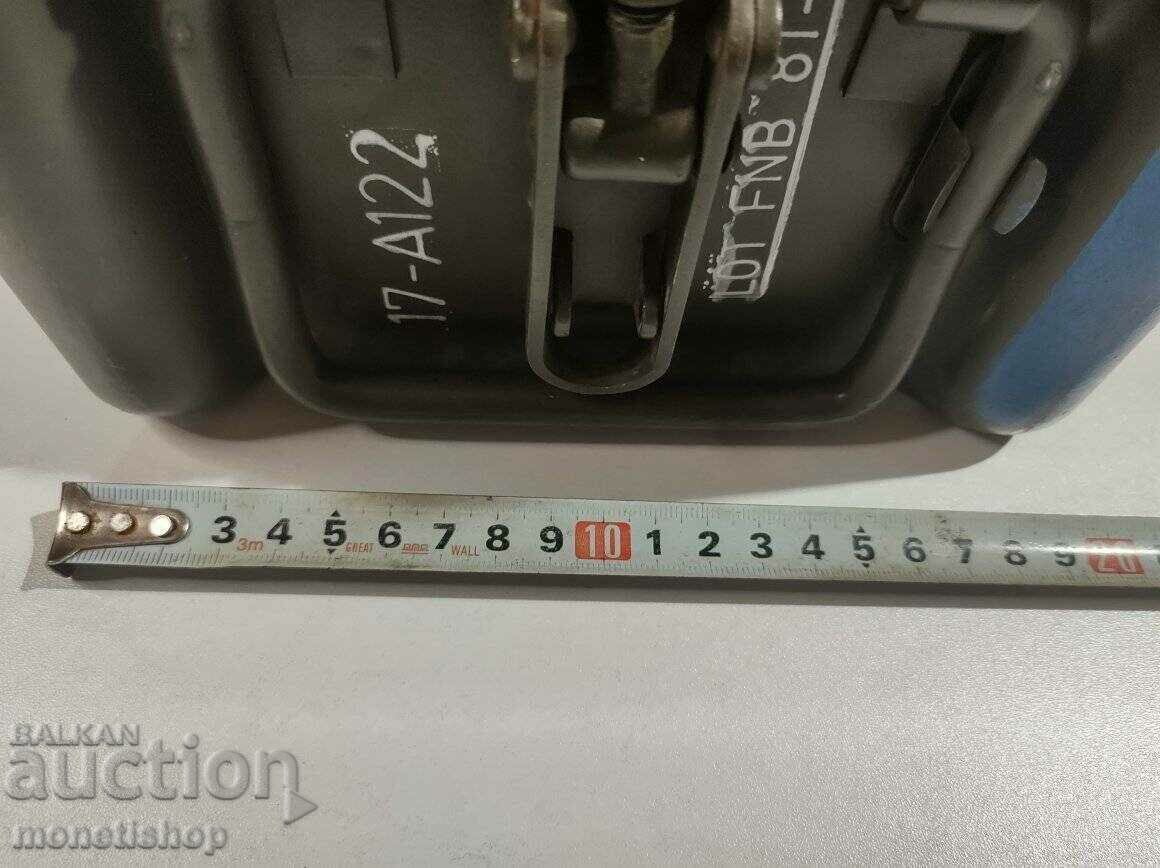 17-A122
LOT FNB 81-
3 4 5 6 7 8 9 10 1 2 3 4 5 6 7 8 9 20
3m GREAT WALL
BALKAN
auction
monetishop